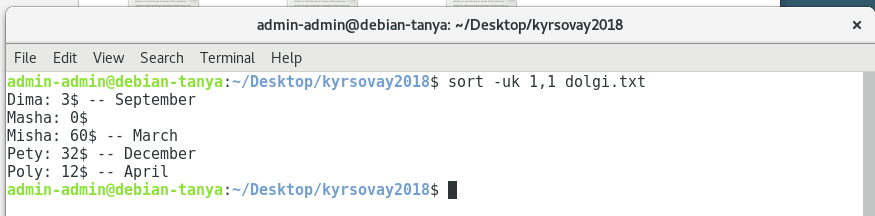 admin-admin@debian-tanya: ~/Desktop/kyrsovay2018
File Edit View Search Terminal Help
admin-admin@debian-tanya:~/Desktop/kyrsovay2018$ sort -uk 1,1 dolgi.txt
Dima: 3$ -- September
Masha: 0$
Misha: 60$ -- March
Pety: 32$ -- December
Poly: 12$ -- April
admin-admin@debian-tanya:~/Desktop/kyrsovay2018$